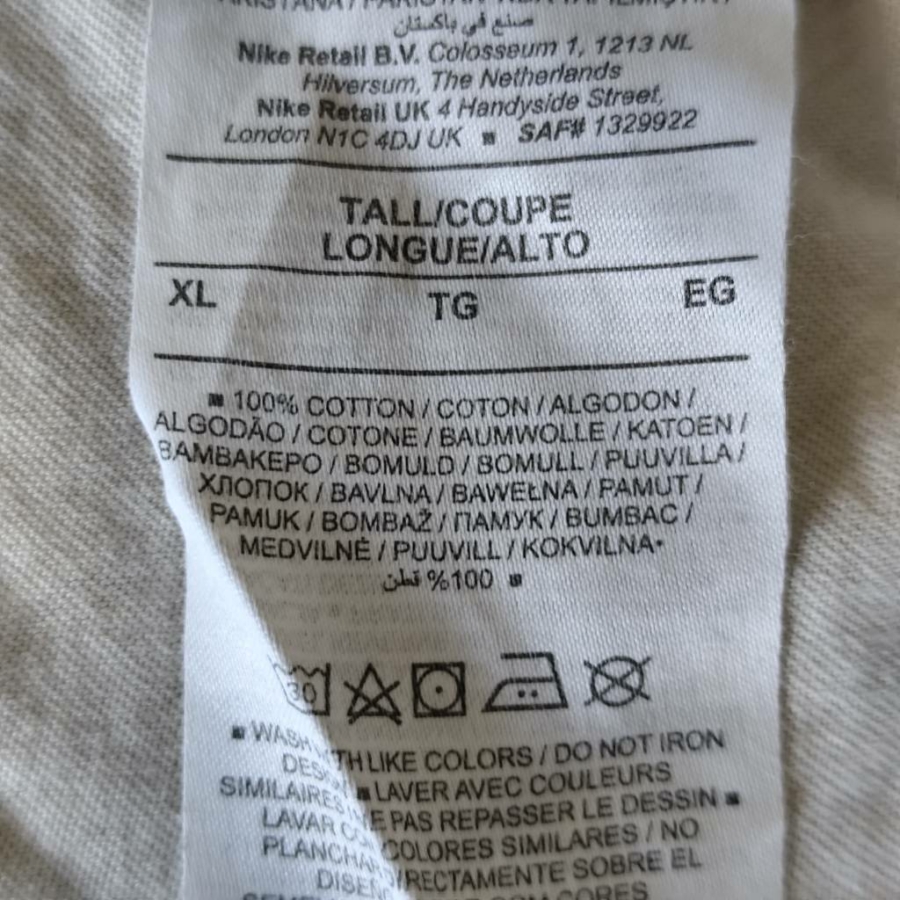 صنع في باكستان
Nike Retail B.V. Colosseum 1, 1213 NL
Hilversum, The Netherlands
Nike Retail UK 4 Handyside Street,
London N1C 4DJ UK ■ SAF# 1329922
TALL/COUPE
LONGUE/ALTO
XL TG EG
■ 100% COTTON / COTON / ALGODON /
ALGODÃO / COTONE / BAUMWOLLE / KATOEN /
ΒΑΜΒΑΚΕΡΟ / BOMULD / BOMULL / PUUVILLA /
ХЛОПОК / BAVLNA / BAWEŁNA / PAMUT /
PAMUK / BOMBAŽ / ПАМУК / BUMBAC /
MEDVILNĖ / PUUVILL / KOKVILNA•
100% قطن ■
30
■ WASH LIKE COLORS / DO NOT IRON
SIMILAIRES ■ LAVER AVEC COULEURS
PAS REPASSER LE DESSIN ■
LAVAR COLORES SIMILARES / NO
SOBRE EL